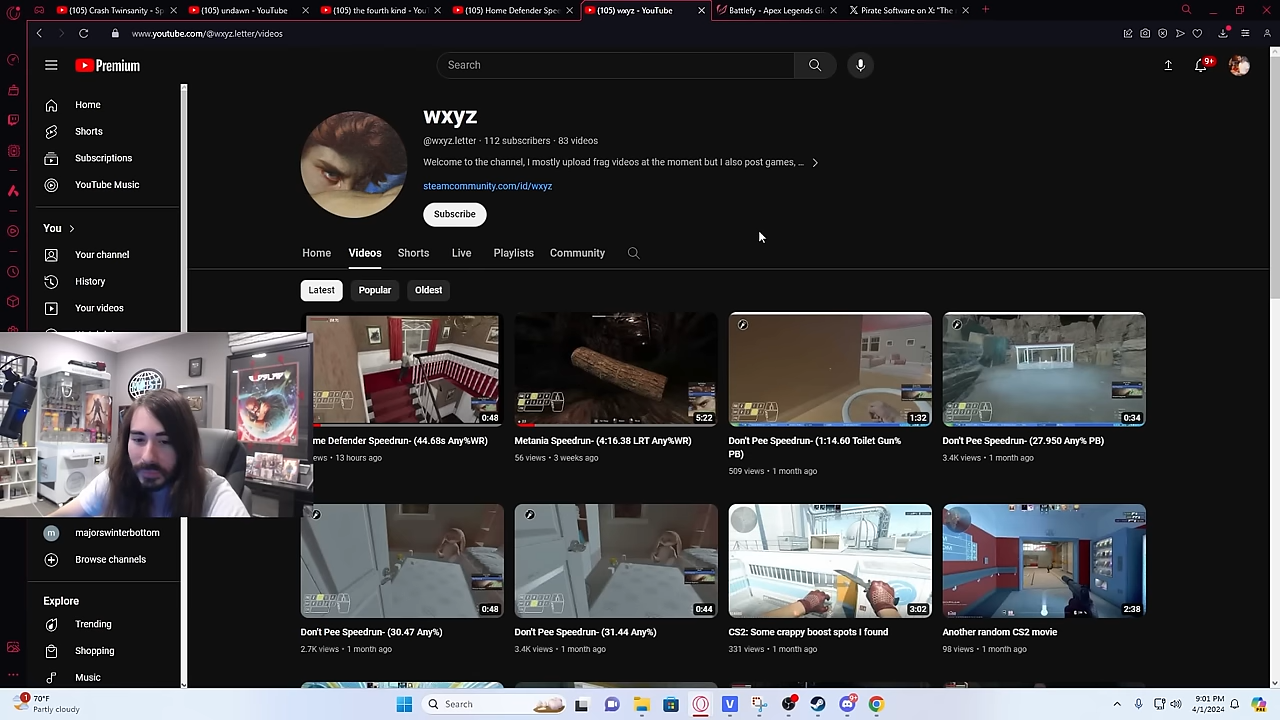 (105) Crash Twinsanity - Sp
(105) undawn - YouTube
(105) (the fourth kind - YouT
(105) Home Defender Spee
(105) wxyz - YouTube
Battlefy - Apex Legends Gl
Pirate Software on X: "The
www.youtube.com/@wxyz.letter/videos
Premium
Search
9+
Home
Shorts
Subscriptions
YouTube Music
You
Your channel
History
Your videos
majorswinterbottom
Browse channels
Explore
Trending
Shopping
Music
wxyz
@wxyz.letter · 112 subscribers · 83 videos
Welcome to the channel, I mostly upload frag videos at the moment but I also post games, ...
steamcommunity.com/id/wxyz
Subscribe
Home Videos Shorts Live Playlists Community
Latest Popular Oldest
0:48
5:22
1:32
0:34
me Defender Speedrun- (44.68s Any%WR)
ews · 13 hours ago
Metania Speedrun- (4:16.38 LRT Any%WR)
56 views · 3 weeks ago
Don't Pee Speedrun- (1:14.60 Toilet Gun%
PB)
509 views · 1 month ago
Don't Pee Speedrun- (27.950 Any% PB)
3.4K views · 1 month ago
0:48
0:44
3:02
2:38
Don't Pee Speedrun- (30.47 Any%)
2.7K views · 1 month ago
Don't Pee Speedrun- (31.44 Any%)
3.4K views · 1 month ago
CS2: Some crappy boost spots I found
331 views · 1 month ago
Another random CS2 movie
98 views · 1 month ago
1
70°F
Partly cloudy
Search
9+
9:01 PM
4/1/2024